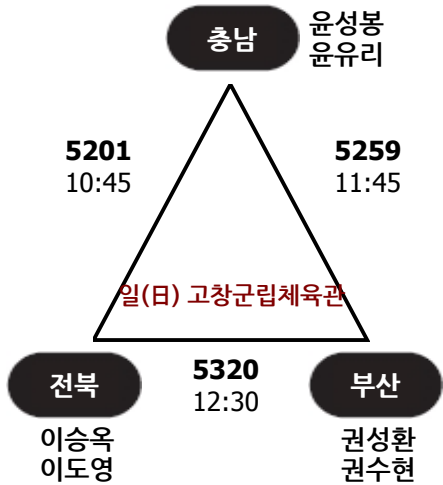 충남
윤성봉
윤유리
5201
10:45
5259
11:45
일(日) 고창군립체육관
전북
이승옥
이도영
5320
12:30
부산
권성환
권수현